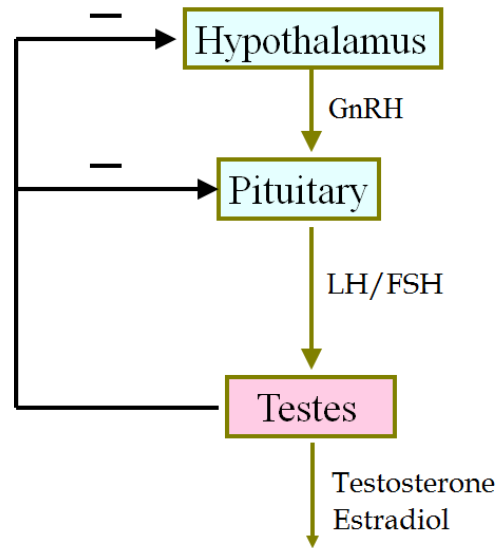 –
Hypothalamus
GnRH
–
Pituitary
LH/FSH
Testes
Testosterone
Estradiol